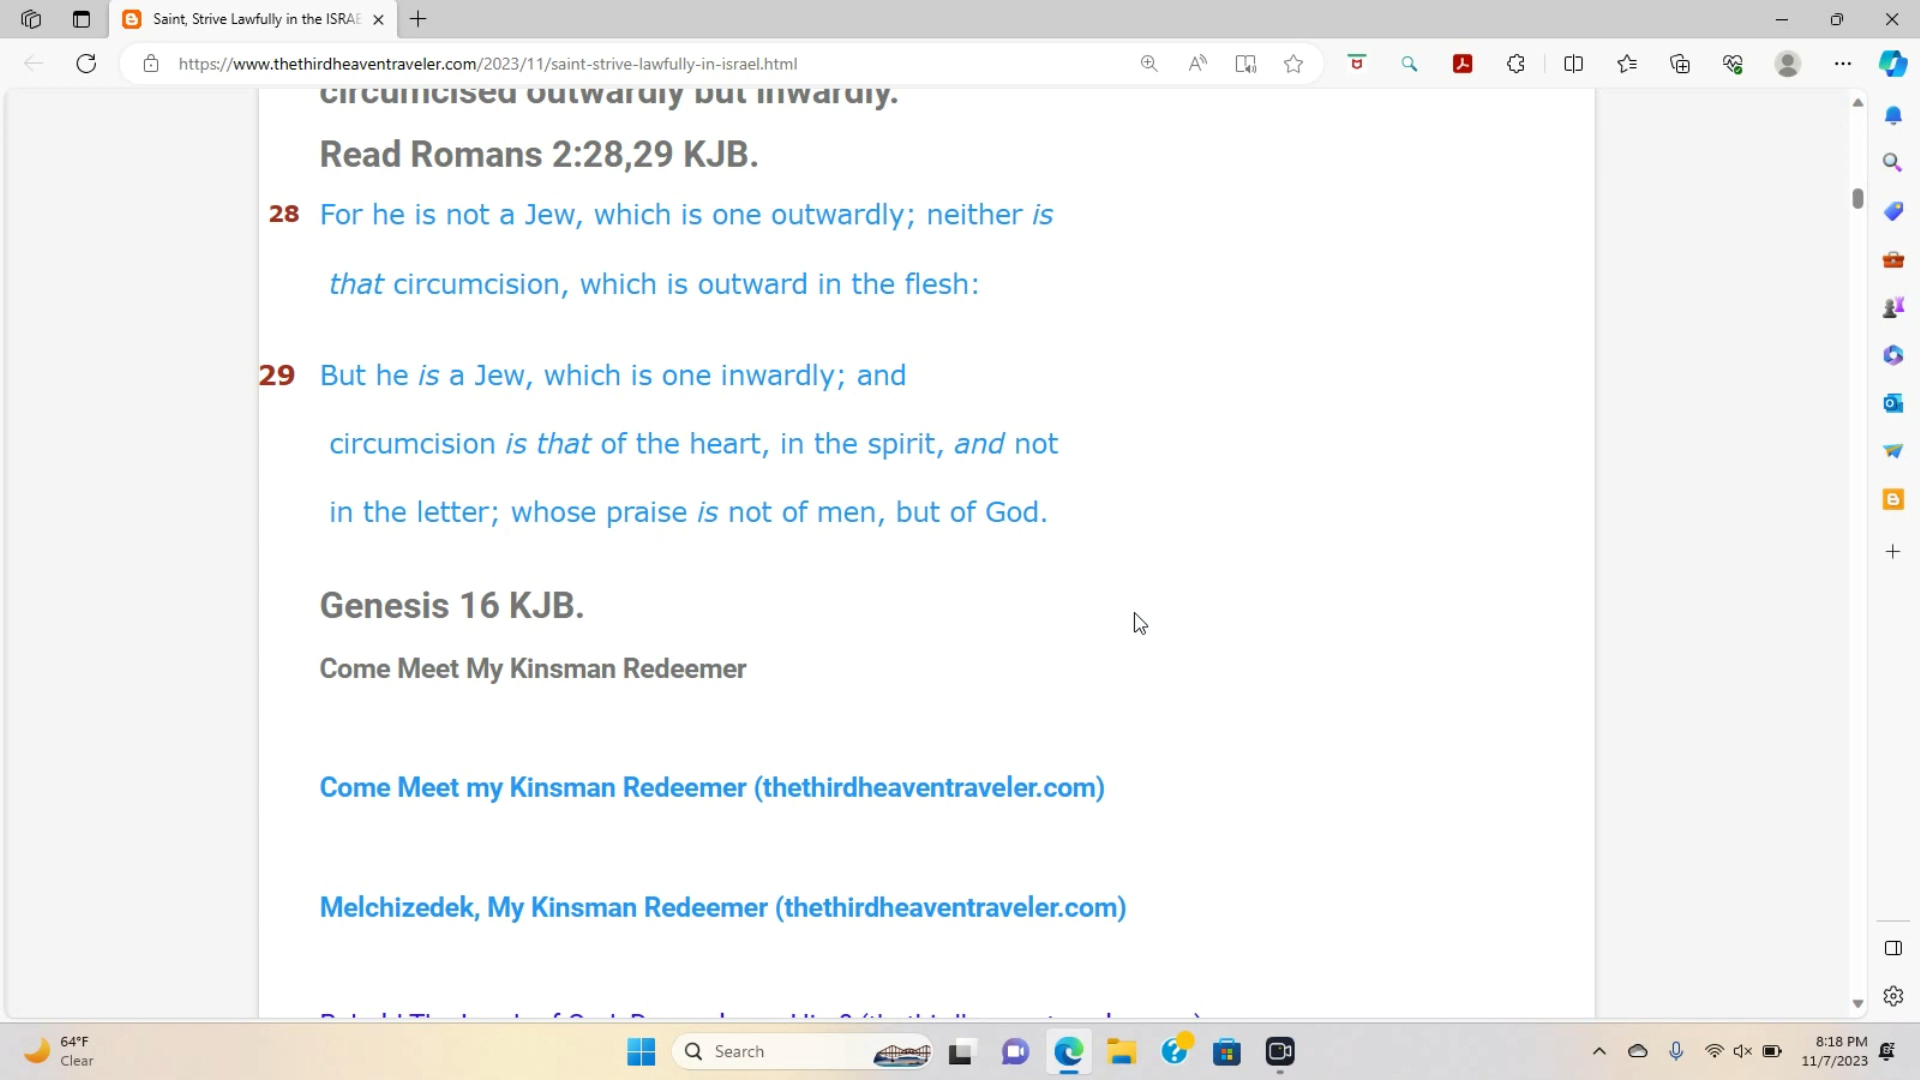 Saint, Strive Lawfully in the ISRAE
https://www.thethirdheaventraveler.com/2023/11/saint-strive-lawfully-in-israel.html
circumcised outwardly but inwardly.
Read Romans 2:28,29 KJB.
28 For he is not a Jew, which is one outwardly; neither is
that circumcision, which is outward in the flesh:
29 But he is a Jew, which is one inwardly; and
circumcision is that of the heart, in the spirit, and not
in the letter; whose praise is not of men, but of God.
Genesis 16 KJB.
Come Meet My Kinsman Redeemer
Come Meet my Kinsman Redeemer (thethirdheaventraveler.com)
Melchizedek, My Kinsman Redeemer (thethirdheaventraveler.com)
64°F
Clear
Search
8:18 PM
11/7/2023